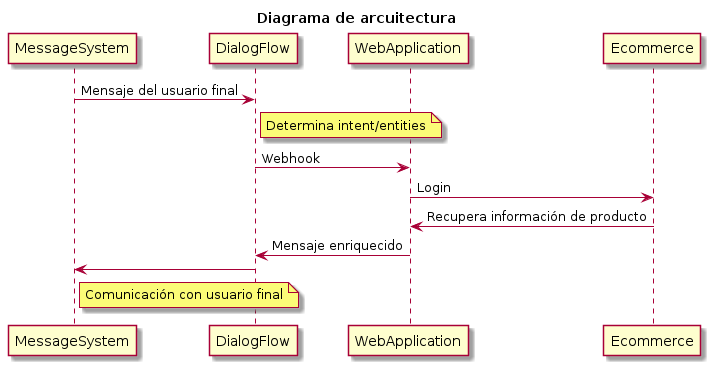 Diagrama de arcuitectura
MessageSystem
DialogFlow
WebApplication
Ecommerce
Mensaje del usuario final
Determina intent/entities
Webhook
Login
Recupera información de producto
Mensaje enriquecido
Comunicación con usuario final
MessageSystem
DialogFlow
WebApplication
Ecommerce